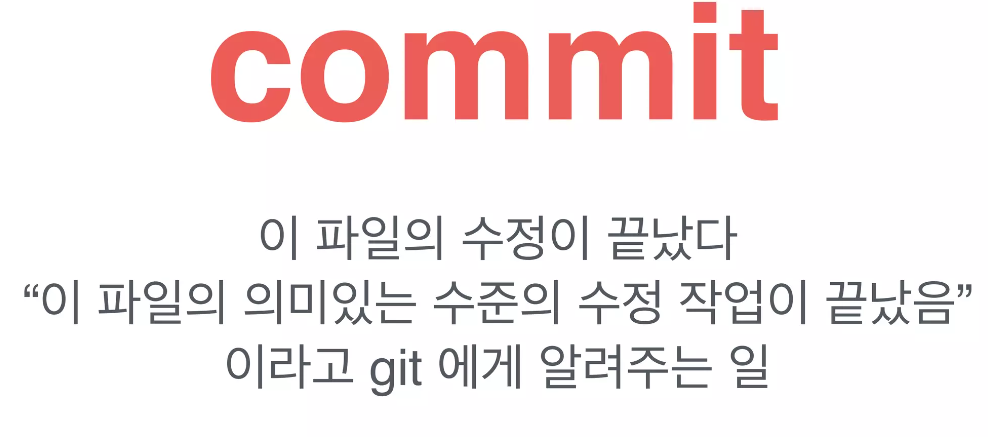 commit
이 파일의 수정이 끝났다
“이 파일의 의미있는 수준의 수정 작업이 끝났음”
이라고 git 에게 알려주는 일